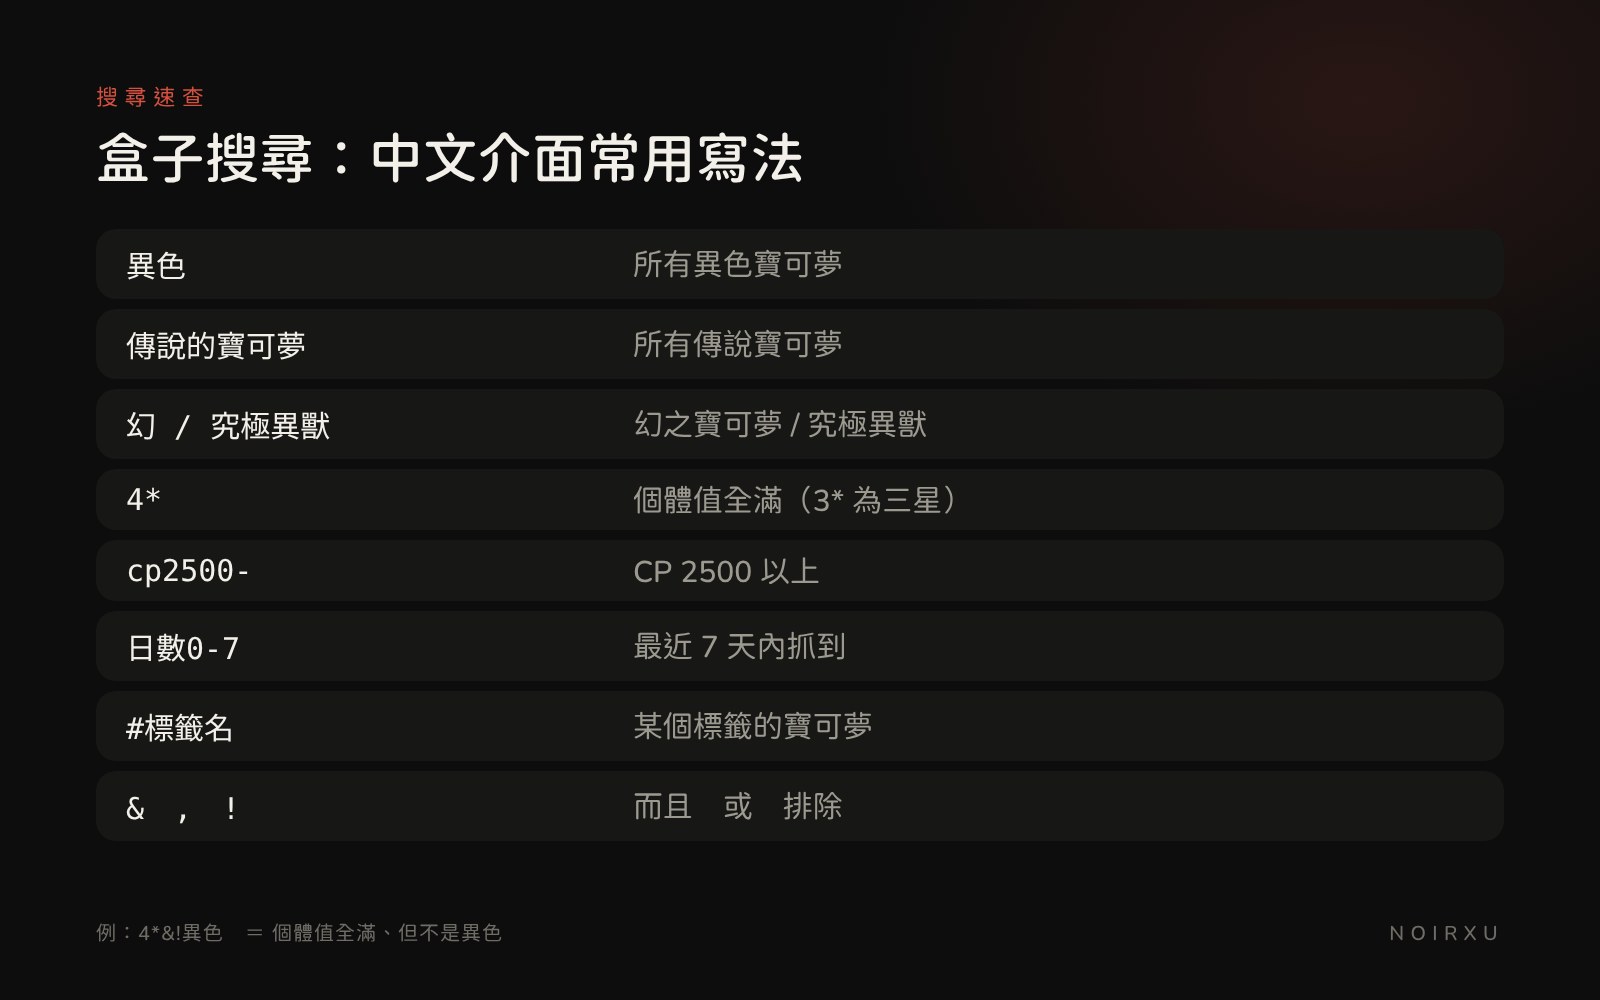 搜尋速查
盒子搜尋：中文介面常用寫法
異色 所有異色寶可夢
傳說的寶可夢 所有傳說寶可夢
幻 / 究極異獸 幻之寶可夢 / 究極異獸
4* 個體值全滿（3* 為三星）
cp2500- CP 2500 以上
日數0-7 最近 7 天內抓到
#標籤名 某個標籤的寶可夢
& , ! 而且 或 排除
例：4*&!異色 ＝ 個體值全滿、但不是異色
NOIRXU